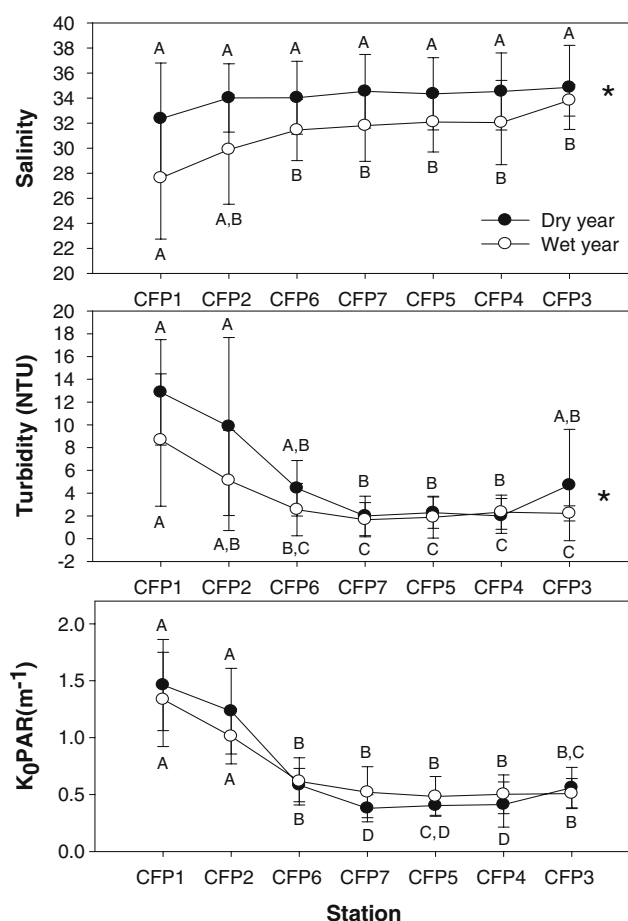 40
38
36
34
32
30
28
26
24
22
20
Salinity
A A A A A A A
*
B B B B B
A,B
A
Dry year
Wet year
CFP1 CFP2 CFP6 CFP7 CFP5 CFP4 CFP3
20
18
16
14
12
10
8
6
4
2
0
-2
Turbidity (NTU)
A A A,B B B B A,B
*
A A,B B,C C C C C
CFP1 CFP2 CFP6 CFP7 CFP5 CFP4 CFP3
2.0
1.5
1.0
0.5
0.0
K0PAR(m-1)
A A B B B B B,C
A A B D C,D D B
CFP1 CFP2 CFP6 CFP7 CFP5 CFP4 CFP3
Station